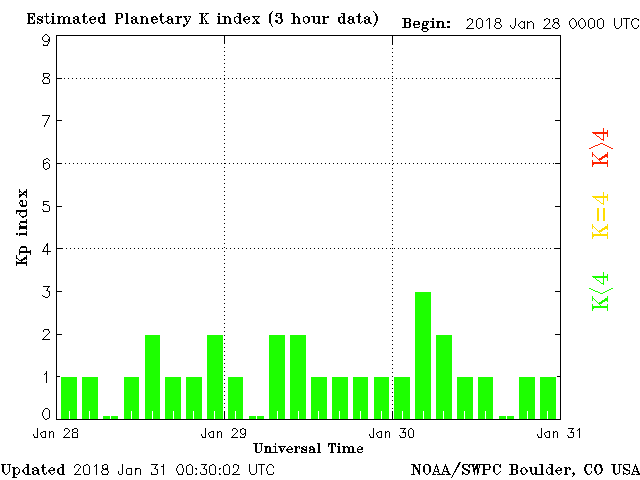 Estimated Planetary K index (3 hour data) Begin: 2018 Jan 28 0000 UTC
9
8
7
6
5
4
3
2
1
0
Kp index
K>4
K=4
K<4
Jan 28 Jan 29 Jan 30 Jan 31
Universal Time
Updated 2018 Jan 31 00:30:02 UTC NOAA/SWPC Boulder, CO USA